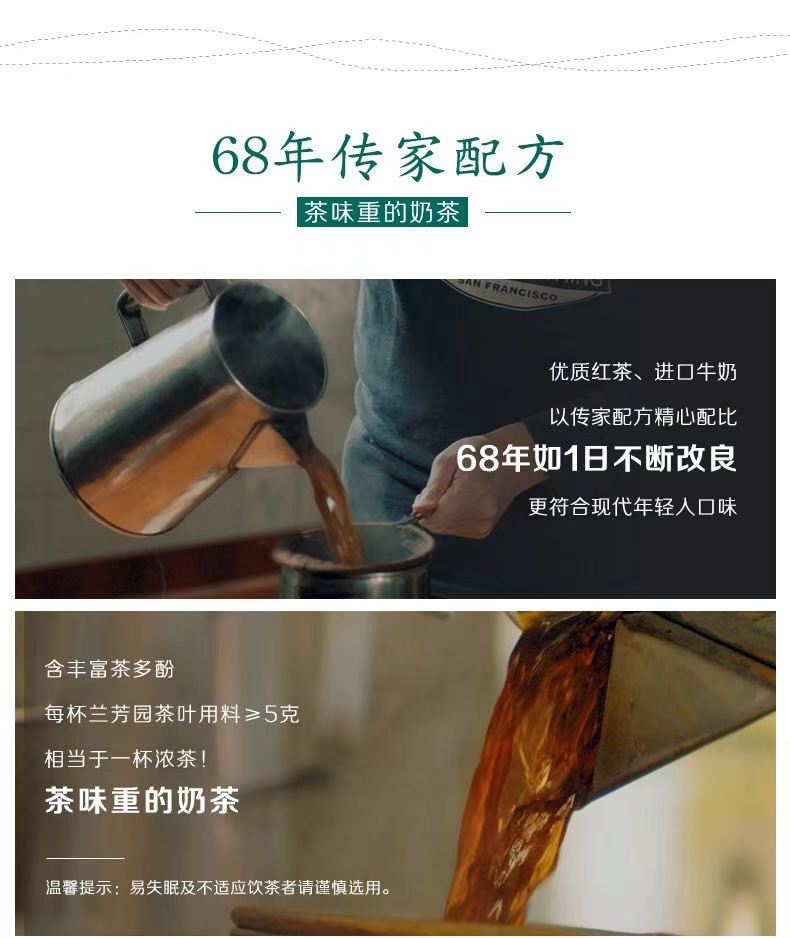 68年传家配方
茶味重的奶茶
SAN FRANCISCO
优质红茶、进口牛奶
以传家配方精心配比
68年如1日不断改良
更符合现代年轻人口味
含丰富茶多酚
每杯兰芳园茶叶用料≥5克
相当于一杯浓茶!
茶味重的奶茶
温馨提示：易失眠及不适应饮茶者请谨慎选用。